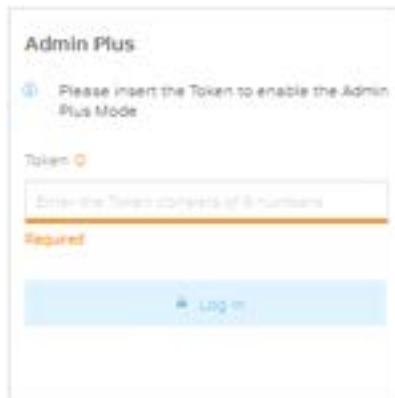 Admin Plus
Please insert the Token to enable the Admin
Plus Mode
Token
Enter the Token consists of 6 numbers
Required
Log in